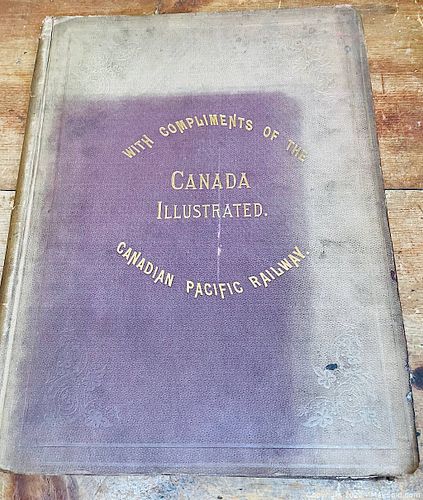 WITH COMPLIMENTS OF THE
CANADA
ILLUSTRATED.
CANADIAN PACIFIC RAILWAY.